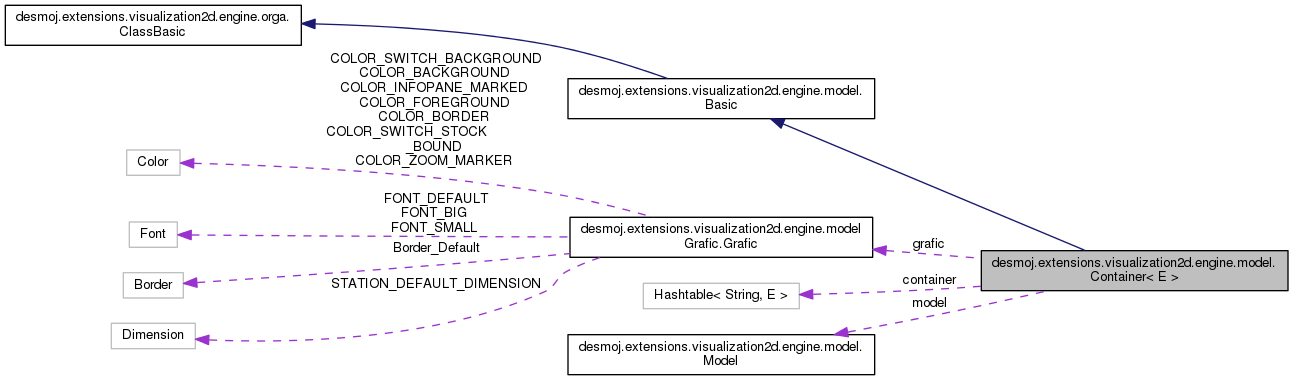 desmoj.extensions.visualization2d.engine.orga.
ClassBasic
COLOR_SWITCH_BACKGROUND
COLOR_BACKGROUND
COLOR_INFOPANE_MARKED
COLOR_FOREGROUND
COLOR_BORDER
COLOR_SWITCH_STOCK
_BOUND
COLOR_ZOOM_MARKER
desmoj.extensions.visualization2d.engine.model.
Basic
Color
FONT_DEFAULT
FONT_BIG
FONT_SMALL
Font
Border_Default
desmoj.extensions.visualization2d.engine.model
Grafic.Grafic
grafic
desmoj.extensions.visualization2d.engine.model.
Container< E >
Border
STATION_DEFAULT_DIMENSION
container
Hashtable< String, E >
model
Dimension
desmoj.extensions.visualization2d.engine.model.
Model